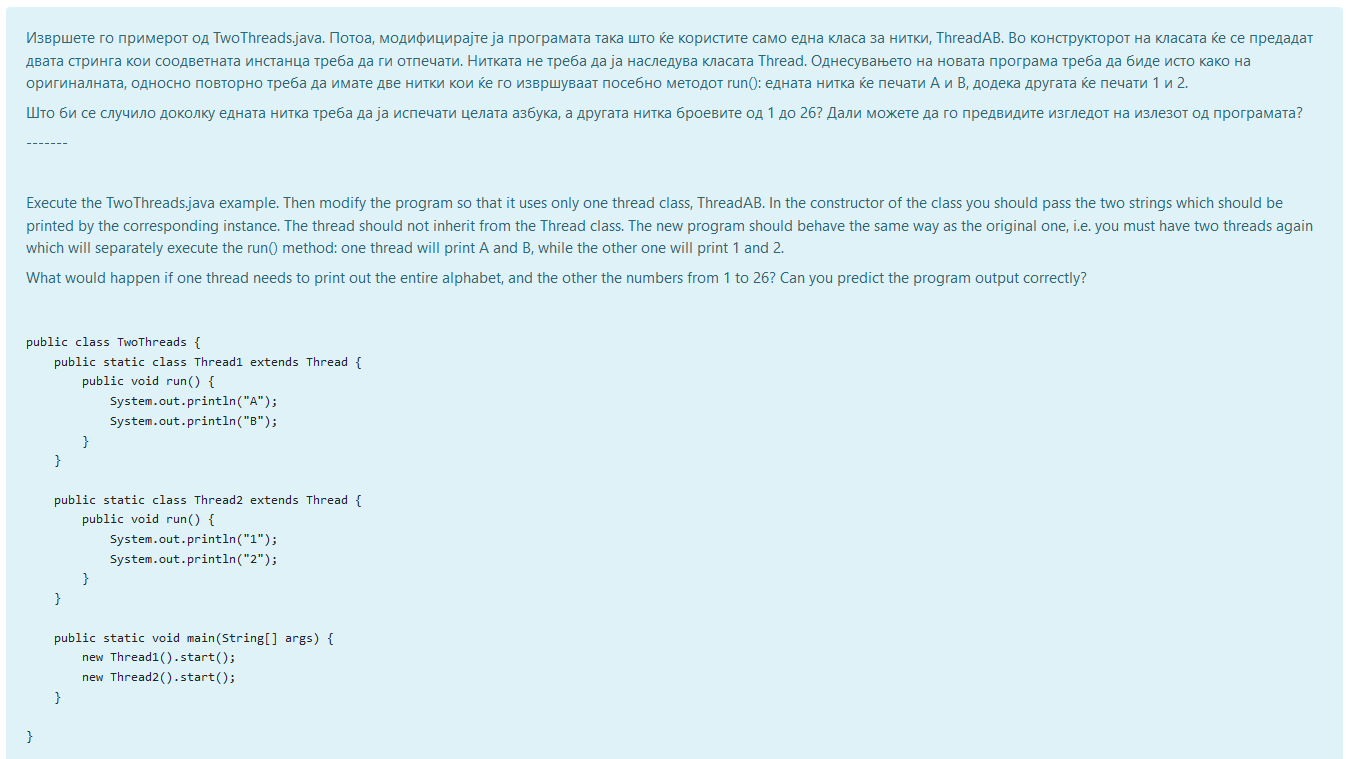 Извршете го примерот од TwoThreads.java. Потоа, модифицирајте ја програмата така што ќе користите само една класа за нитки, ThreadAB. Во конструкторот на класата ќе се предадат
двата стринга кои соодветната инстанца треба да ги отпечати. Нитката не треба да ја наследува класата Thread. Однесувањето на новата програма треба да биде исто како на
оригиналната, односно повторно треба да имате две нитки кои ќе го извршуваат посебно методот run(): едната нитка ќе печати А и B, додека другата ќе печати 1 и 2.
Што би се случило доколку едната нитка треба да ја испечати целата азбука, а другата нитка броевите од 1 до 26? Дали можете да го предвидите изгледот на излезот од програмата?
-------
Execute the TwoThreads.java example. Then modify the program so that it uses only one thread class, ThreadAB. In the constructor of the class you should pass the two strings which should be
printed by the corresponding instance. The thread should not inherit from the Thread class. The new program should behave the same way as the original one, i.e. you must have two threads again
which will separately execute the run() method: one thread will print A and B, while the other one will print 1 and 2.
What would happen if one thread needs to print out the entire alphabet, and the other the numbers from 1 to 26? Can you predict the program output correctly?
public class TwoThreads {
    public static class Thread1 extends Thread {
        public void run() {
            System.out.println("A");
            System.out.println("B");
        }
    }
    public static class Thread2 extends Thread {
        public void run() {
            System.out.println("1");
            System.out.println("2");
        }
    }
    public static void main(String[] args) {
        new Thread1().start();
        new Thread2().start();
    }
}